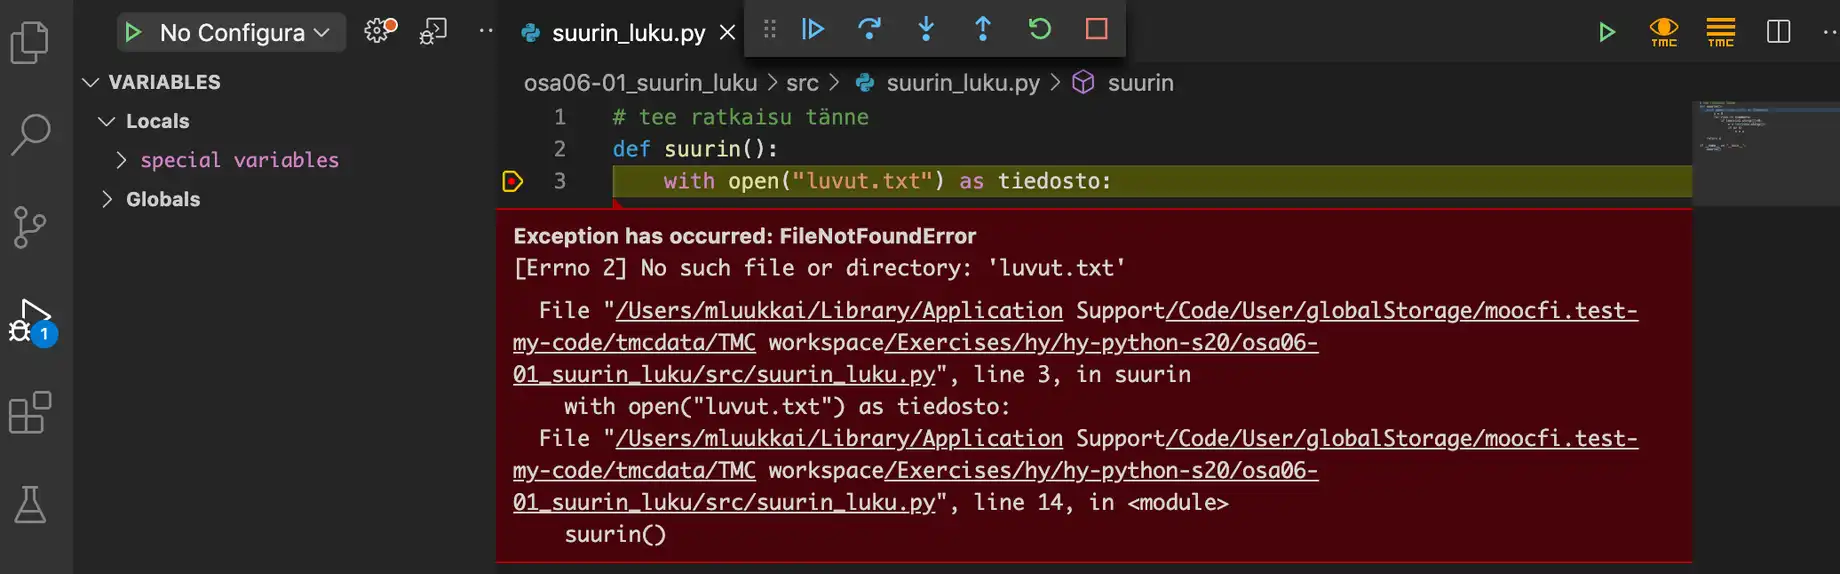 No Configura
suurin_luku.py
TMC
TMC
VARIABLES
osa06-01_suurin_luku > src > suurin_luku.py > suurin
Locals
1 # tee ratkaisu tänne
special variables
2 def suurin():
Globals
3 with open("luvut.txt") as tiedosto:
Exception has occurred: FileNotFoundError
[Errno 2] No such file or directory: 'luvut.txt'
File "/Users/mluukkai/Library/Application Support/Code/User/globalStorage/moocfi.test-
my-code/tmcdata/TMC workspace/Exercises/hy/hy-python-s20/osa06-
01_suurin_luku/src/suurin_luku.py", line 3, in suurin
with open("luvut.txt") as tiedosto:
File "/Users/mluukkai/Library/Application Support/Code/User/globalStorage/moocfi.test-
my-code/tmcdata/TMC workspace/Exercises/hy/hy-python-s20/osa06-
01_suurin_luku/src/suurin_luku.py", line 14, in <module>
suurin()
1